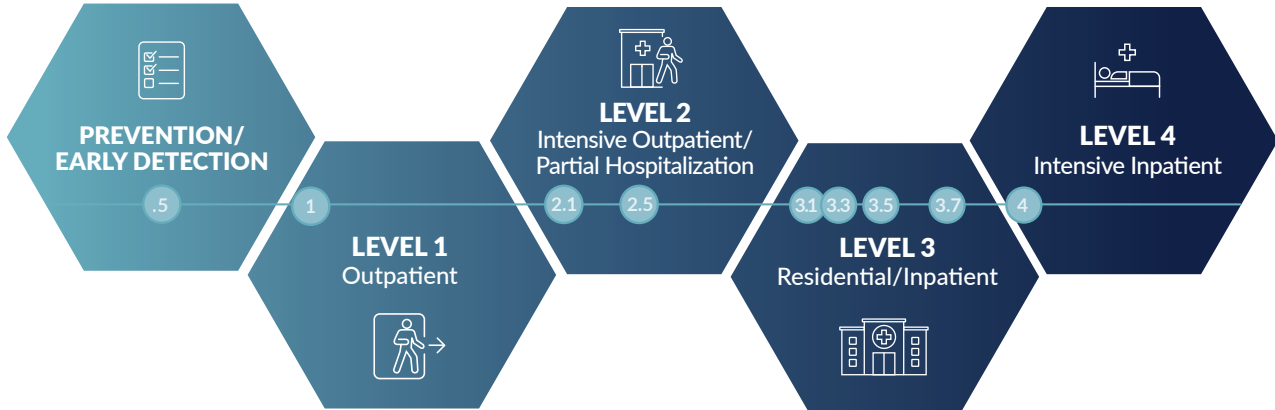 PREVENTION/
EARLY DETECTION
.5
1
LEVEL 1
Outpatient
LEVEL 2
Intensive Outpatient/
Partial Hospitalization
2.1
2.5
3.1
3.3
3.5
3.7
LEVEL 3
Residential/Inpatient
LEVEL 4
Intensive Inpatient
4